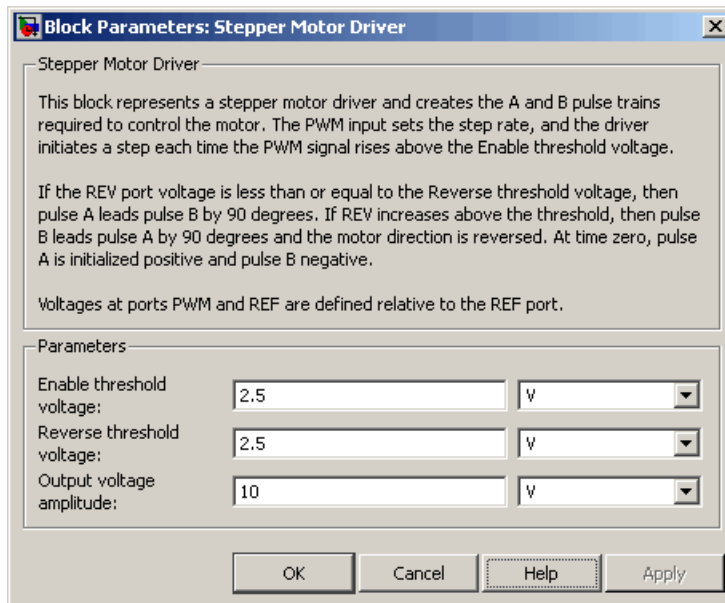 Block Parameters: Stepper Motor Driver
Stepper Motor Driver
This block represents a stepper motor driver and creates the A and B pulse trains
required to control the motor. The PWM input sets the step rate, and the driver
initiates a step each time the PWM signal rises above the Enable threshold voltage.
If the REV port voltage is less than or equal to the Reverse threshold voltage, then
pulse A leads pulse B by 90 degrees. If REV increases above the threshold, then pulse
B leads pulse A by 90 degrees and the motor direction is reversed. At time zero, pulse
A is initialized positive and pulse B negative.
Voltages at ports PWM and REF are defined relative to the REF port.
Parameters
Enable threshold
voltage:
2.5
V
Reverse threshold
voltage:
2.5
V
Output voltage
amplitude:
10
V
OK
Cancel
Help
Apply